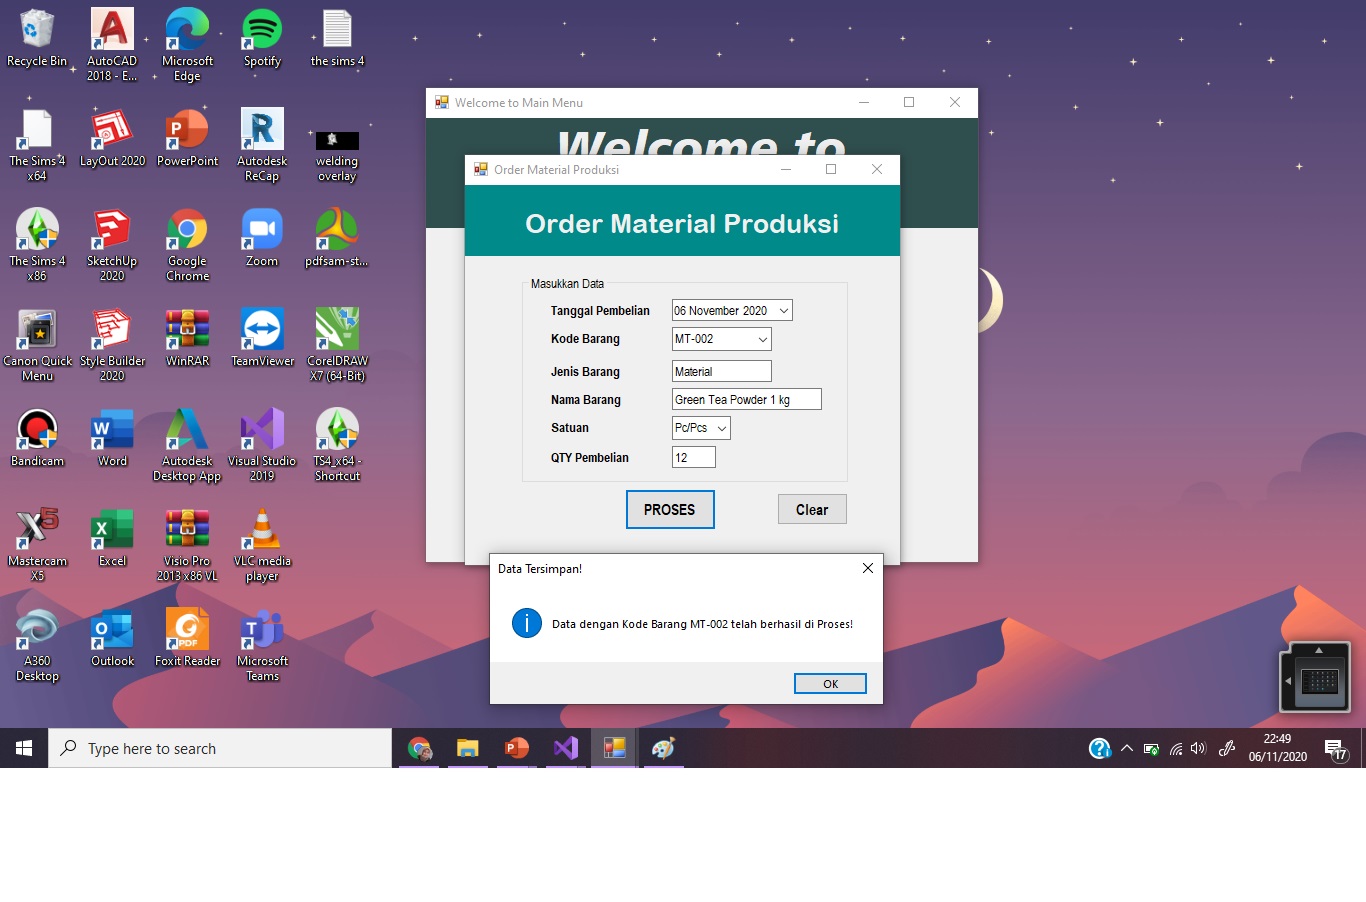 Recycle Bin
AutoCAD
2018 - E...
Microsoft
Edge
Spotify
the sims 4
The Sims 4
x64
LayOut 2020
PowerPoint
Autodesk
ReCap
welding
overlay
The Sims 4
x86
SketchUp
2020
Google
Chrome
Zoom
pdfsam-st...
Canon Quick
Menu
Style Builder
2020
WinRAR
TeamViewer
CorelDRAW
X7 (64-Bit)
Bandicam
Word
Autodesk
Desktop App
Visual Studio
2019
TS4_x64 -
Shortcut
Mastercam
X5
Excel
Visio Pro
2013 x86 VL
VLC media
player
A360
Desktop
Outlook
Foxit Reader
Microsoft
Teams
Welcome to Main Menu
Welcome to
Order Material Produksi
Order Material Produksi
Masukkan Data
Tanggal Pembelian 06 November 2020
Kode Barang MT-002
Jenis Barang Material
Nama Barang Green Tea Powder 1 kg
Satuan Pc/Pcs
QTY Pembelian 12
PROSES Clear
Data Tersimpan!
Data dengan Kode Barang MT-002 telah berhasil di Proses!
OK
Type here to search
22:49
06/11/2020
17